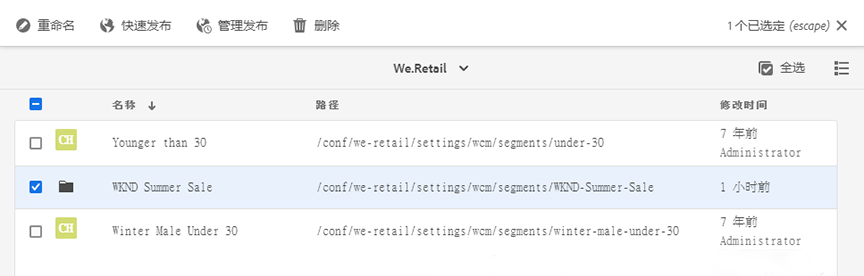 重命名 快速发布 管理发布 删除 1 个已选定 (escape)
We.Retail 全选
名称 路径 修改时间
CH Younger than 30 /conf/we-retail/settings/wcm/segments/under-30 7 年前
Administrator
WKND Summer Sale /conf/we-retail/settings/wcm/segments/WKND-Summer-Sale 1 小时前
CH Winter Male Under 30 /conf/we-retail/settings/wcm/segments/winter-male-under-30 7 年前
Administrator